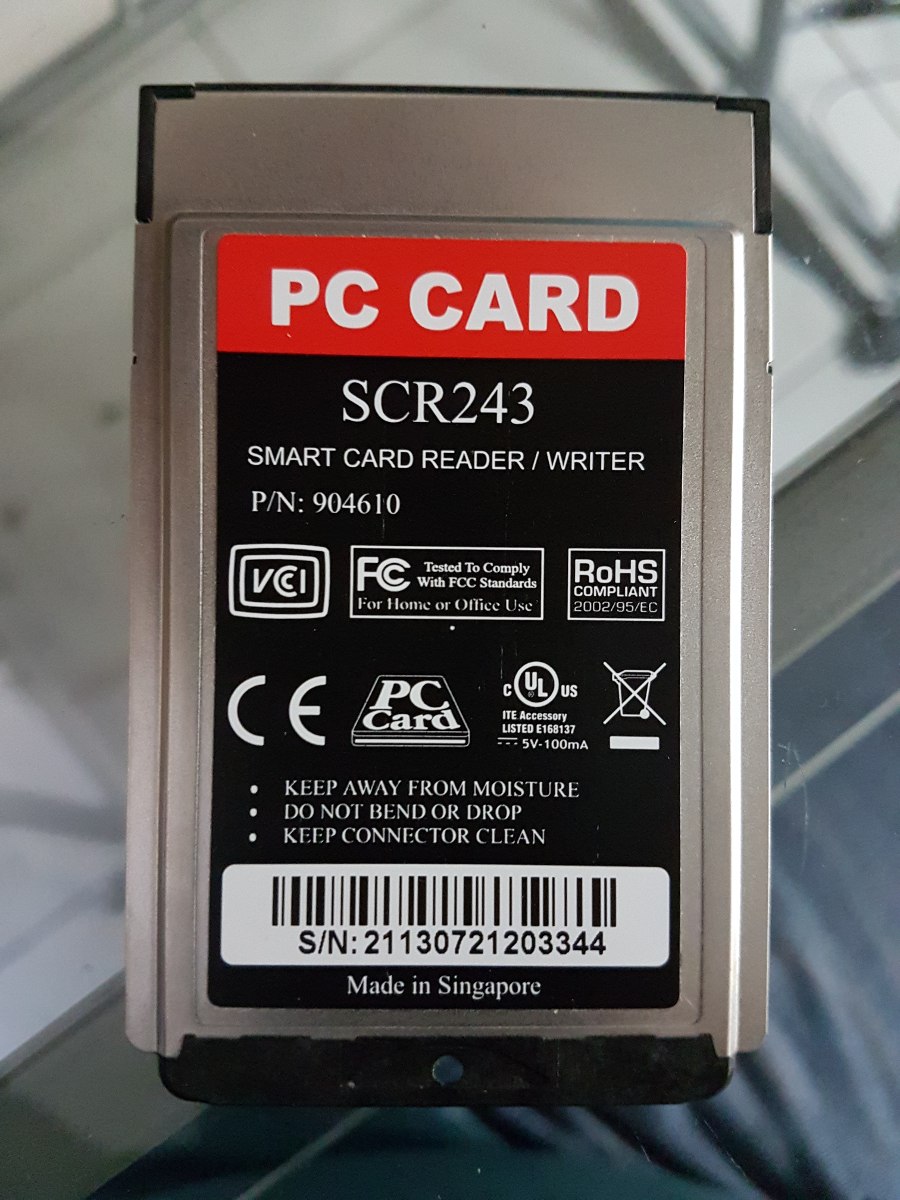 PC CARD
SCR243
SMART CARD READER / WRITER
P/N: 904610
VCCI
FC Tested To Comply
With FCC Standards
For Home or Office Use
RoHS
COMPLIANT
2002/95/EC
CE
PC
Card
C UL ® US
ITE Accessory
LISTED E168137
5V-100mA
• KEEP AWAY FROM MOISTURE
• DO NOT BEND OR DROP
• KEEP CONNECTOR CLEAN
S/N: 21130721203344
Made in Singapore